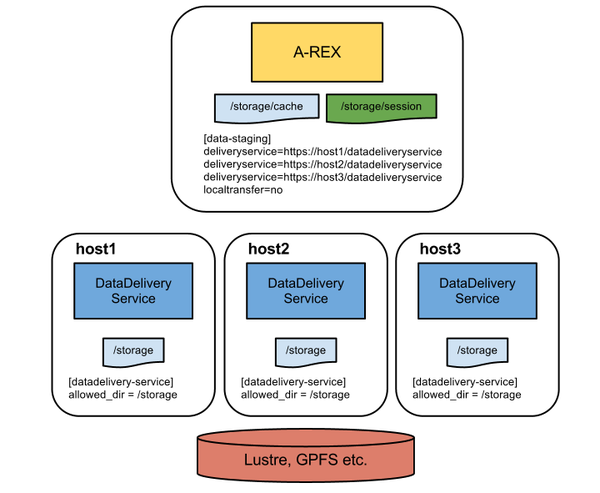 A-REX
/storage/cache
/storage/session
[data-staging]
deliveryservice=https://host1/datadeliveryservice
deliveryservice=https://host2/datadeliveryservice
deliveryservice=https://host3/datadeliveryservice
localtransfer=no
host1
DataDelivery
Service
/storage
[datadelivery-service]
allowed_dir = /storage
host2
DataDelivery
Service
/storage
[datadelivery-service]
allowed_dir = /storage
host3
DataDelivery
Service
/storage
[datadelivery-service]
allowed_dir = /storage
Lustre, GPFS etc.